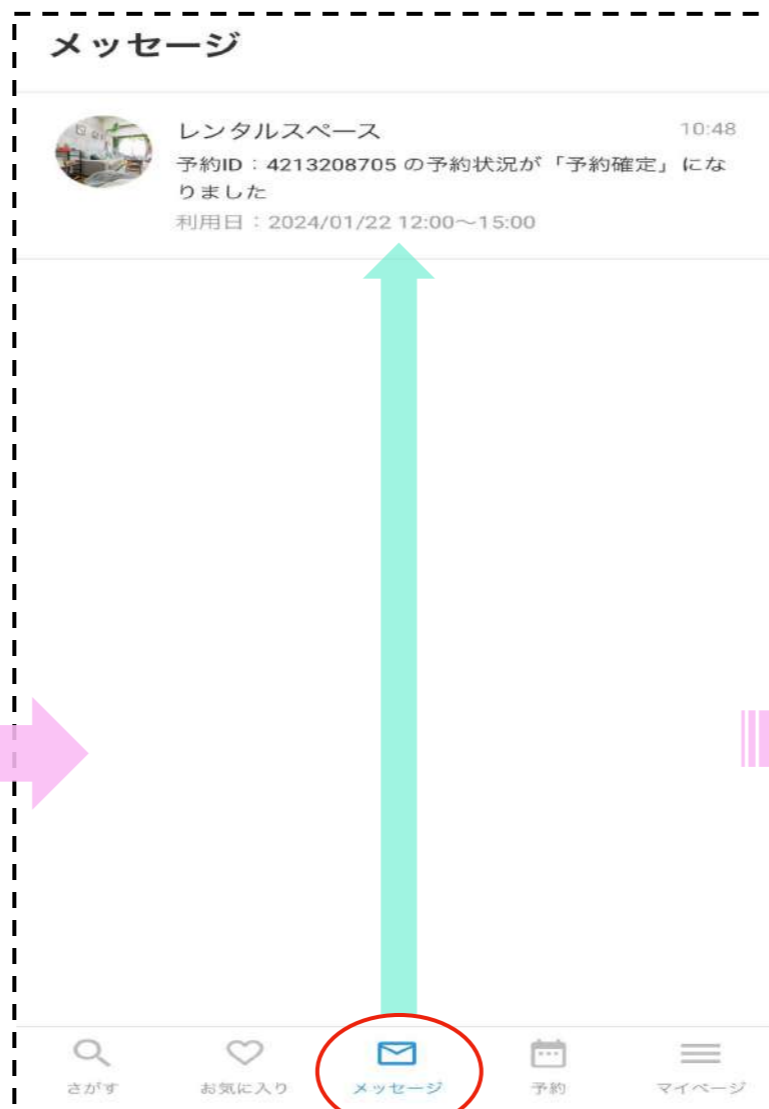 メッセージ
レンタルスペース
10:48
予約ID：4213208705 の予約状況が「予約確定」にな
りました
利用日：2024/01/22 12:00〜15:00
さがす
お気に入り
メッセージ
予約
マイページ